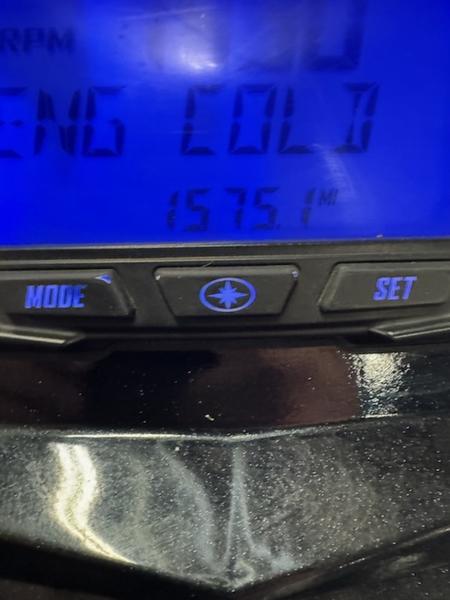 RPM
ENG COLD
1575.1 MI
MODE
SET